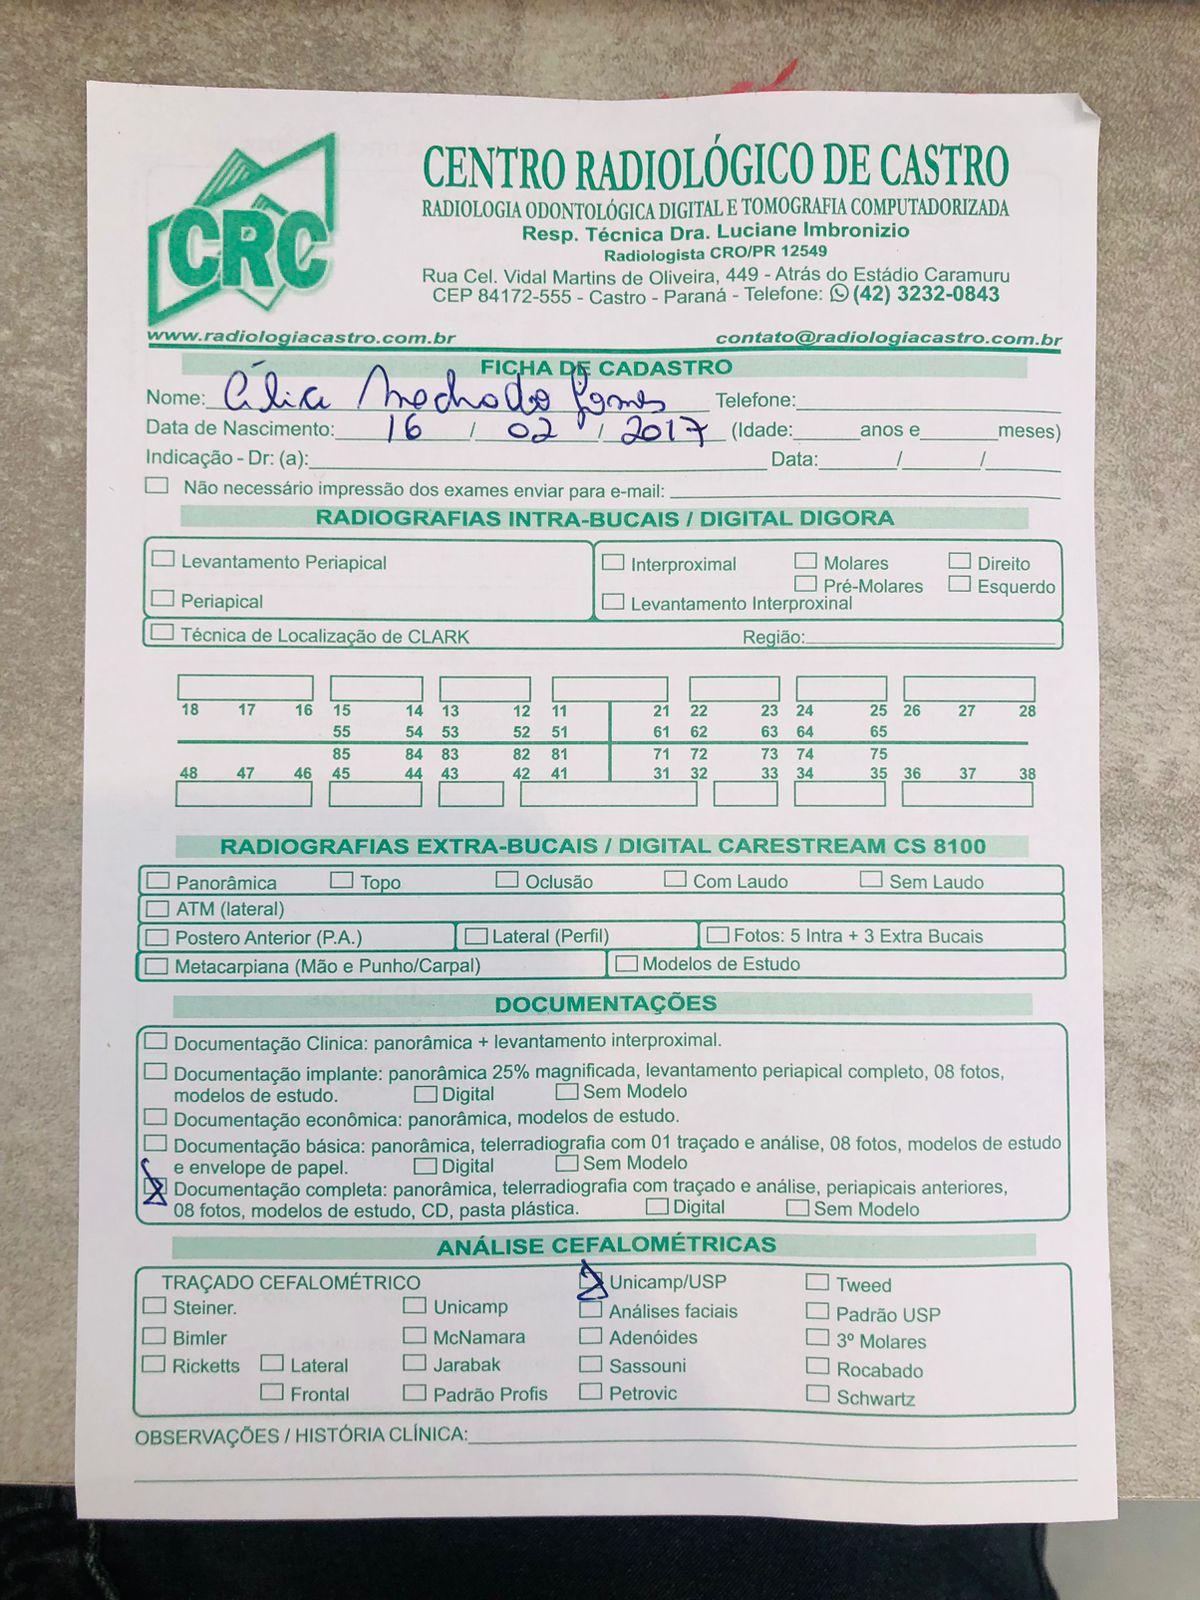 CRC
CENTRO RADIOLÓGICO DE CASTRO
RADIOLOGIA ODONTOLÓGICA DIGITAL E TOMOGRAFIA COMPUTADORIZADA
Resp. Técnica Dra. Luciane Imbronizio
Radiologista CRO/PR 12549
Rua Cel. Vidal Martins de Oliveira, 449 - Atrás do Estádio Caramuru
CEP 84172-555 - Castro - Paraná - Telefone: (42) 3232-0843
www.radiologiacastro.com.br contato@radiologiacastro.com.br
FICHA DE CADASTRO
Nome: Célia Machado Gomes Telefone:
Data de Nascimento: 16 / 02 / 2017 (Idade: anos e meses)
Indicação - Dr: (a): Data: / /
Não necessário impressão dos exames enviar para e-mail:
RADIOGRAFIAS INTRA-BUCAIS / DIGITAL DIGORA
Levantamento Periapical Interproximal Molares Direito
Pré-Molares Esquerdo
Periapical Levantamento Interproxinal
Técnica de Localização de CLARK Região:
18 17 16 15 14 13 12 11 21 22 23 24 25 26 27 28
55 54 53 52 51 61 62 63 64 65
85 84 83 82 81 71 72 73 74 75
48 47 46 45 44 43 42 41 31 32 33 34 35 36 37 38
RADIOGRAFIAS EXTRA-BUCAIS / DIGITAL CARESTREAM CS 8100
Panorâmica Topo Oclusão Com Laudo Sem Laudo
ATM (lateral)
Postero Anterior (P.A.) Lateral (Perfil) Fotos: 5 Intra + 3 Extra Bucais
Metacarpiana (Mão e Punho/Carpal) Modelos de Estudo
DOCUMENTAÇÕES
Documentação Clinica: panorâmica + levantamento interproximal.
Documentação implante: panorâmica 25% magnificada, levantamento periapical completo, 08 fotos,
modelos de estudo. Digital Sem Modelo
Documentação econômica: panorâmica, modelos de estudo.
Documentação básica: panorâmica, telerradiografia com 01 traçado e análise, 08 fotos, modelos de estudo
e envelope de papel. Digital Sem Modelo
Documentação completa: panorâmica, telerradiografia com traçado e análise, periapicais anteriores,
08 fotos, modelos de estudo, CD, pasta plástica. Digital Sem Modelo
ANÁLISE CEFALOMÉTRICAS
TRAÇADO CEFALOMÉTRICO Unicamp/USP Tweed
Steiner. Unicamp Análises faciais Padrão USP
Bimler McNamara Adenóides 3º Molares
Ricketts Lateral Jarabak Sassouni Rocabado
Frontal Padrão Profis Petrovic Schwartz
OBSERVAÇÕES / HISTÓRIA CLÍNICA: